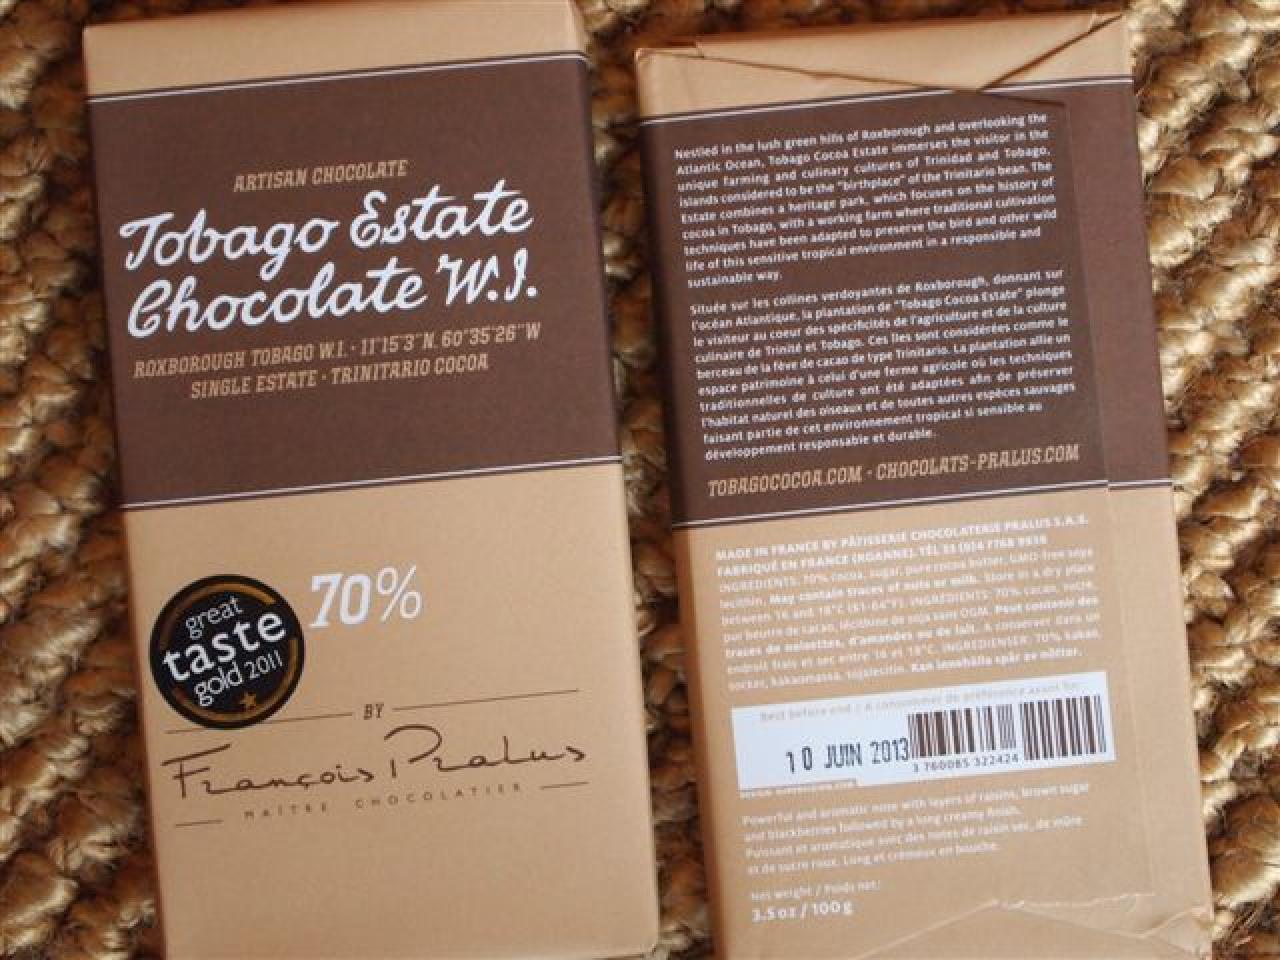 ARTISAN CHOCOLATE
Tobago Estate
Chocolate W.I.
ROXBOROUGH TOBAGO W.I. · 11°15'3"N 60°35'26"W
SINGLE ESTATE · TRINITARIO COCOA
70%
great
taste
gold 2011
BY
François Pralus
MAÎTRE CHOCOLATIER
Nestled in the lush green hills of Roxborough and overlooking the
Atlantic Ocean, Tobago Cocoa Estate immerses the visitor in the
unique farming and culinary cultures of Trinidad and Tobago,
islands considered to be the "birthplace" of the Trinitario bean. The
Estate combines a heritage park, which focuses on the history of
cocoa in Tobago, with a working farm where traditional cultivation
techniques have been adapted to preserve the bird and other wild
life of this sensitive tropical environment in a responsible and
sustainable way.
Située sur les collines verdoyantes de Roxborough, donnant sur
l'océan Atlantique, la plantation de "Tobago Cocoa Estate" plonge
le visiteur au coeur des spécificités de l'agriculture et de la culture
culinaire de Trinité et Tobago. Ces îles sont considérées comme le
berceau de la fève de cacao de type Trinitario. La plantation allie un
espace patrimoine à celui d'une ferme agricole où les techniques
traditionnelles de culture ont été adaptées afin de préserver
l'habitat naturel des oiseaux et de toutes autres espèces sauvages
faisant partie de cet environnement tropical si sensible au
développement responsable et durable.
TOBAGOCOCOA.COM · CHOCOLATS-PRALUS.COM
MADE IN FRANCE BY PÂTISSERIE CHOCOLATERIE PRALUS S.A.S.
FABRIQUÉ EN FRANCE (ROANNE). TÉL 33 (0)4 7768 9930
INGREDIENTS: 70% cocoa, sugar, pure cocoa butter, GMO-free soya
lecithin. May contain traces of nuts or milk. Store in a dry place
between 16 and 18°C (61-64°F). INGRÉDIENTS: 70% cacao, sucre,
pur beurre de cacao, lécithine de soja sans OGM. Peut contenir des
traces de noisettes, d'amandes ou de lait. A conserver dans un
endroit frais et sec entre 16 et 18°C. INGREDIENSER: 70% kakao,
socker, kakaomassa, sojalesitin. Kan innehålla spår av nötter.
Best before end / A consommer de préférence avant
10 JUIN 2013
3 760085 322424
Powerful and aromatic nose with layers of raisins, brown sugar
and blackberries followed by a long creamy finish.
Puissant et aromatique avec des notes de raisin sec, de mûre
et de sucre roux. Long et crémeux en bouche.
Net weight / Poids net:
3.5 oz / 100 g